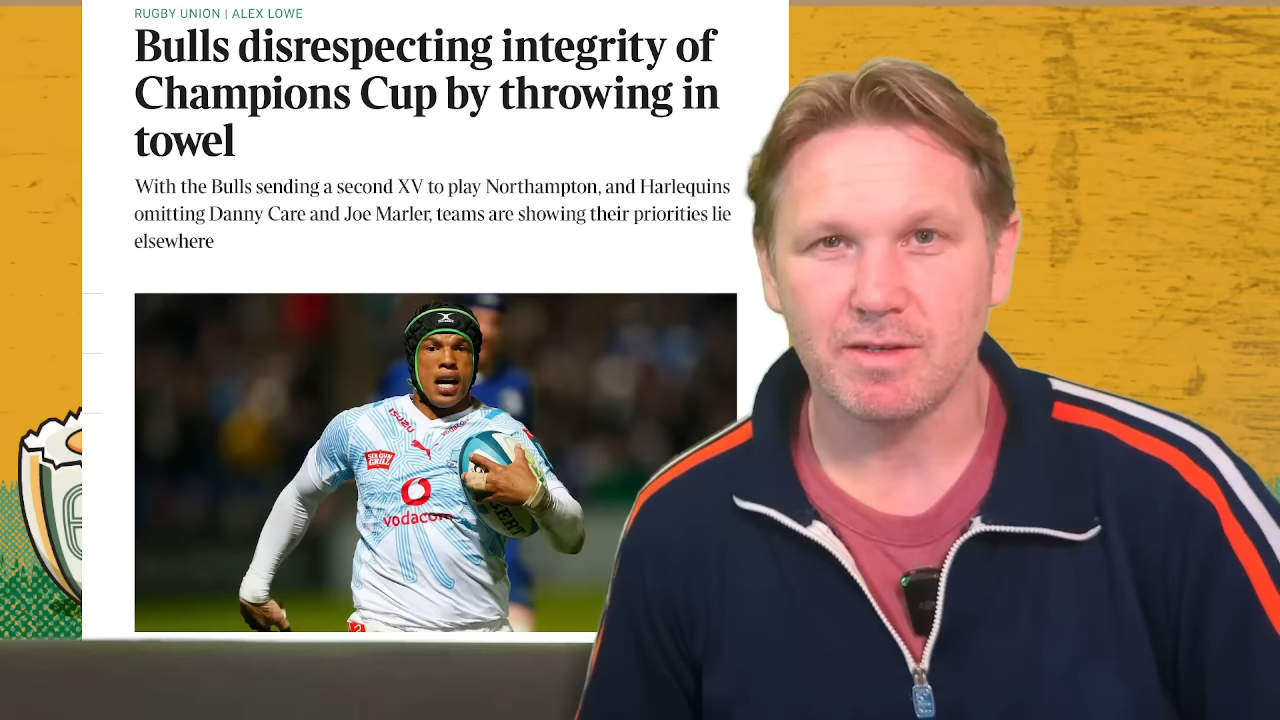 RUGBY UNION | ALEX LOWE
Bulls disrespecting integrity of
Champions Cup by throwing in
towel
With the Bulls sending a second XV to play Northampton, and Harlequins
omitting Danny Care and Joe Marler, teams are showing their priorities lie
elsewhere
vodacom